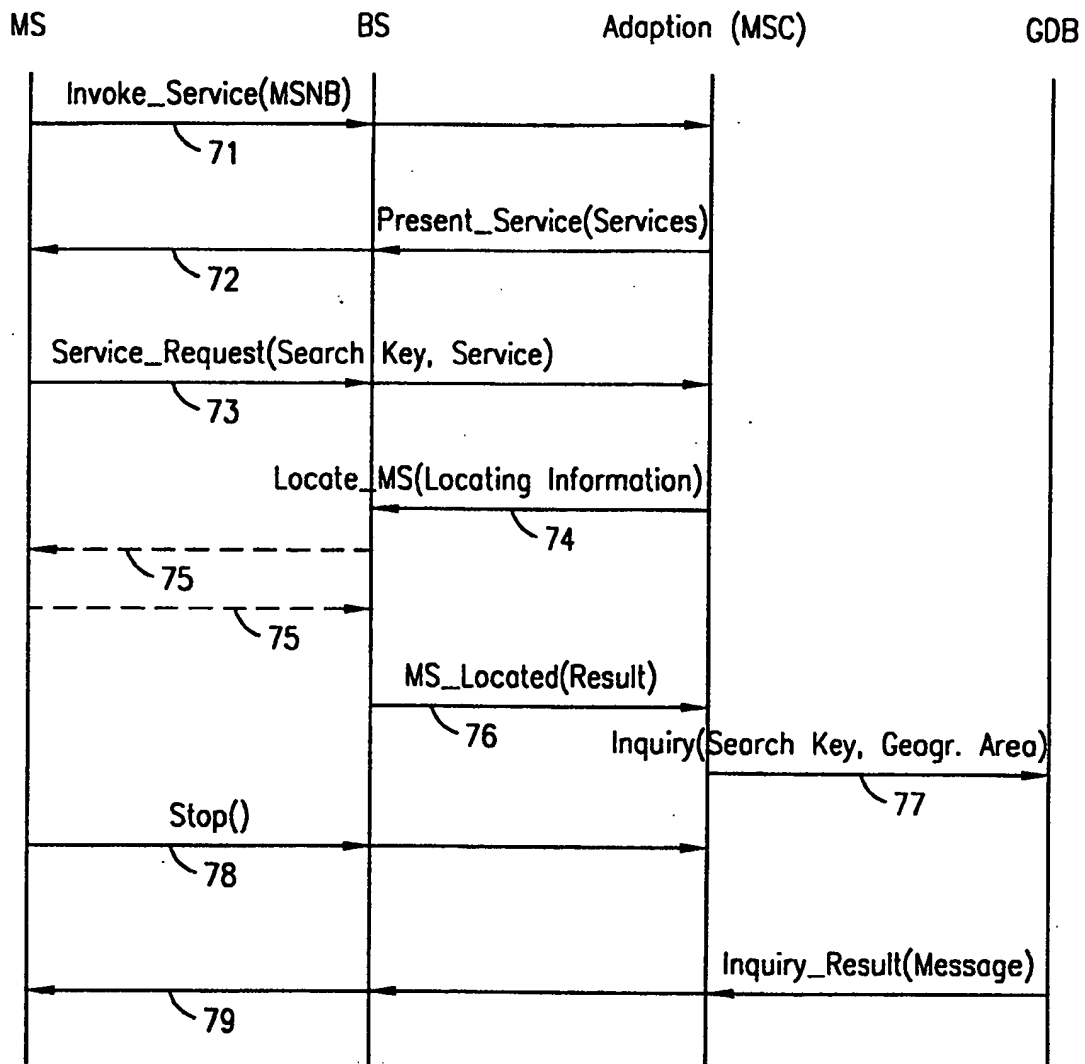 MS BS Adaption (MSC) GDB
Invoke_Service(MSNB)
71
Present_Service(Services)
72
Service_Request(Search Key, Service)
73
Locate_MS(Locating Information)
74
75
75
MS_Located(Result)
76
Inquiry(Search Key, Geogr. Area)
77
Stop()
78
Inquiry_Result(Message)
79